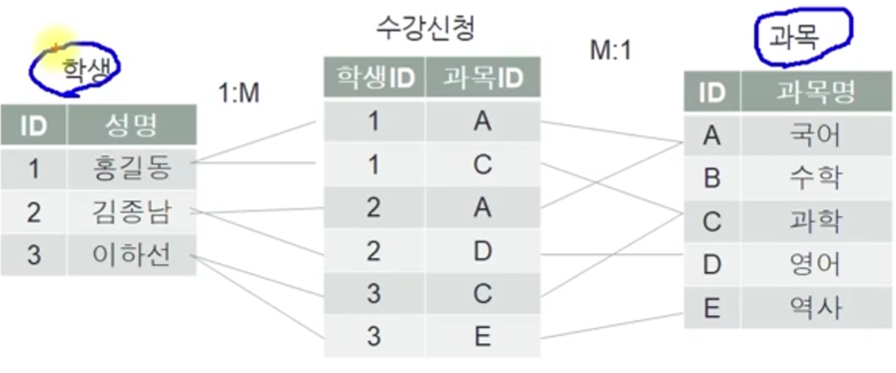 학생
ID 성명
1 홍길동
2 김종남
3 이하선
1:M
수강신청
학생ID 과목ID
1 A
1 C
2 A
2 D
3 C
3 E
M:1
과목
ID 과목명
A 국어
B 수학
C 과학
D 영어
E 역사